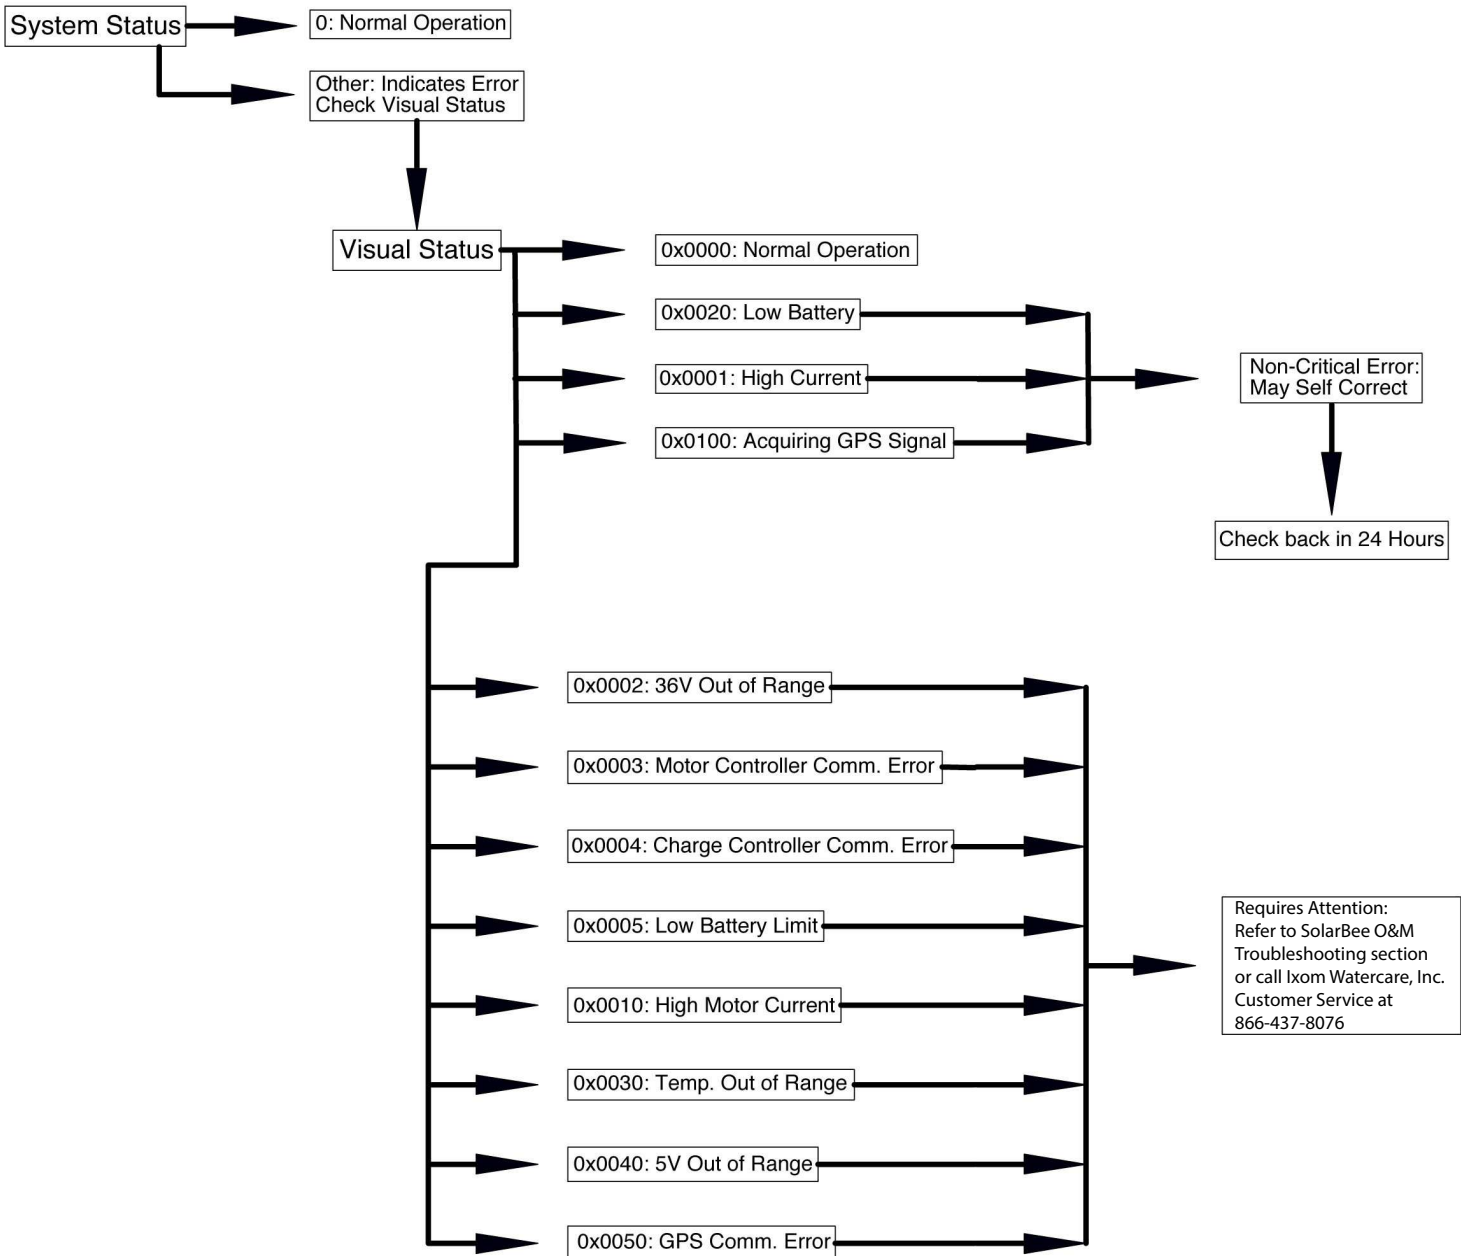 System Status
0: Normal Operation
Other: Indicates Error
Check Visual Status
Visual Status
0x0000: Normal Operation
0x0020: Low Battery
0x0001: High Current
0x0100: Acquiring GPS Signal
Non-Critical Error:
May Self Correct
Check back in 24 Hours
0x0002: 36V Out of Range
0x0003: Motor Controller Comm. Error
0x0004: Charge Controller Comm. Error
0x0005: Low Battery Limit
0x0010: High Motor Current
0x0030: Temp. Out of Range
0x0040: 5V Out of Range
0x0050: GPS Comm. Error
Requires Attention:
Refer to SolarBee O&M
Troubleshooting section
or call Ixom Watercare, Inc.
Customer Service at
866-437-8076